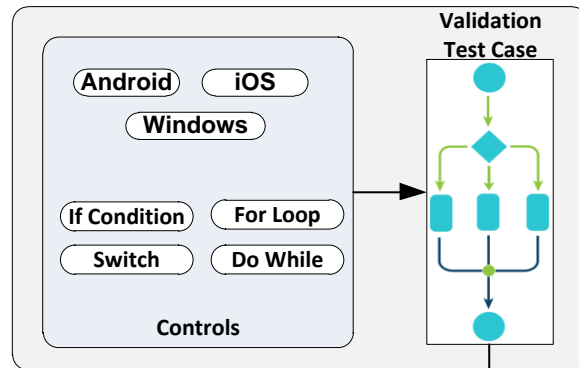 Validation
Test Case
Android
iOS
Windows
If Condition
For Loop
Switch
Do While
Controls